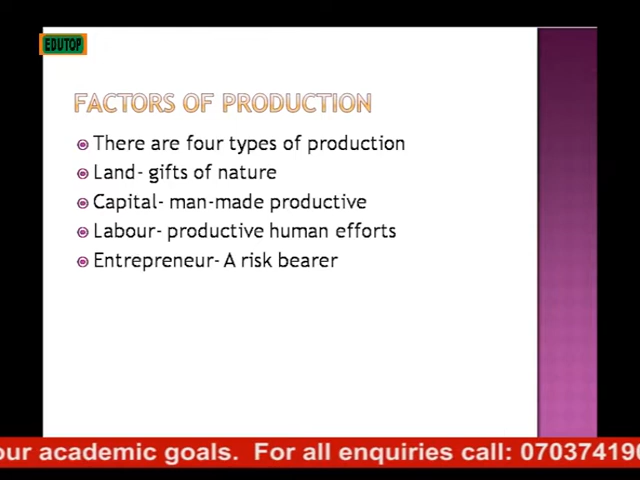 EDUTOP
FACTORS OF PRODUCTION
There are four types of production
Land- gifts of nature
Capital- man-made productive
Labour- productive human efforts
Entrepreneur- A risk bearer
our academic goals. For all enquiries call: 07037419